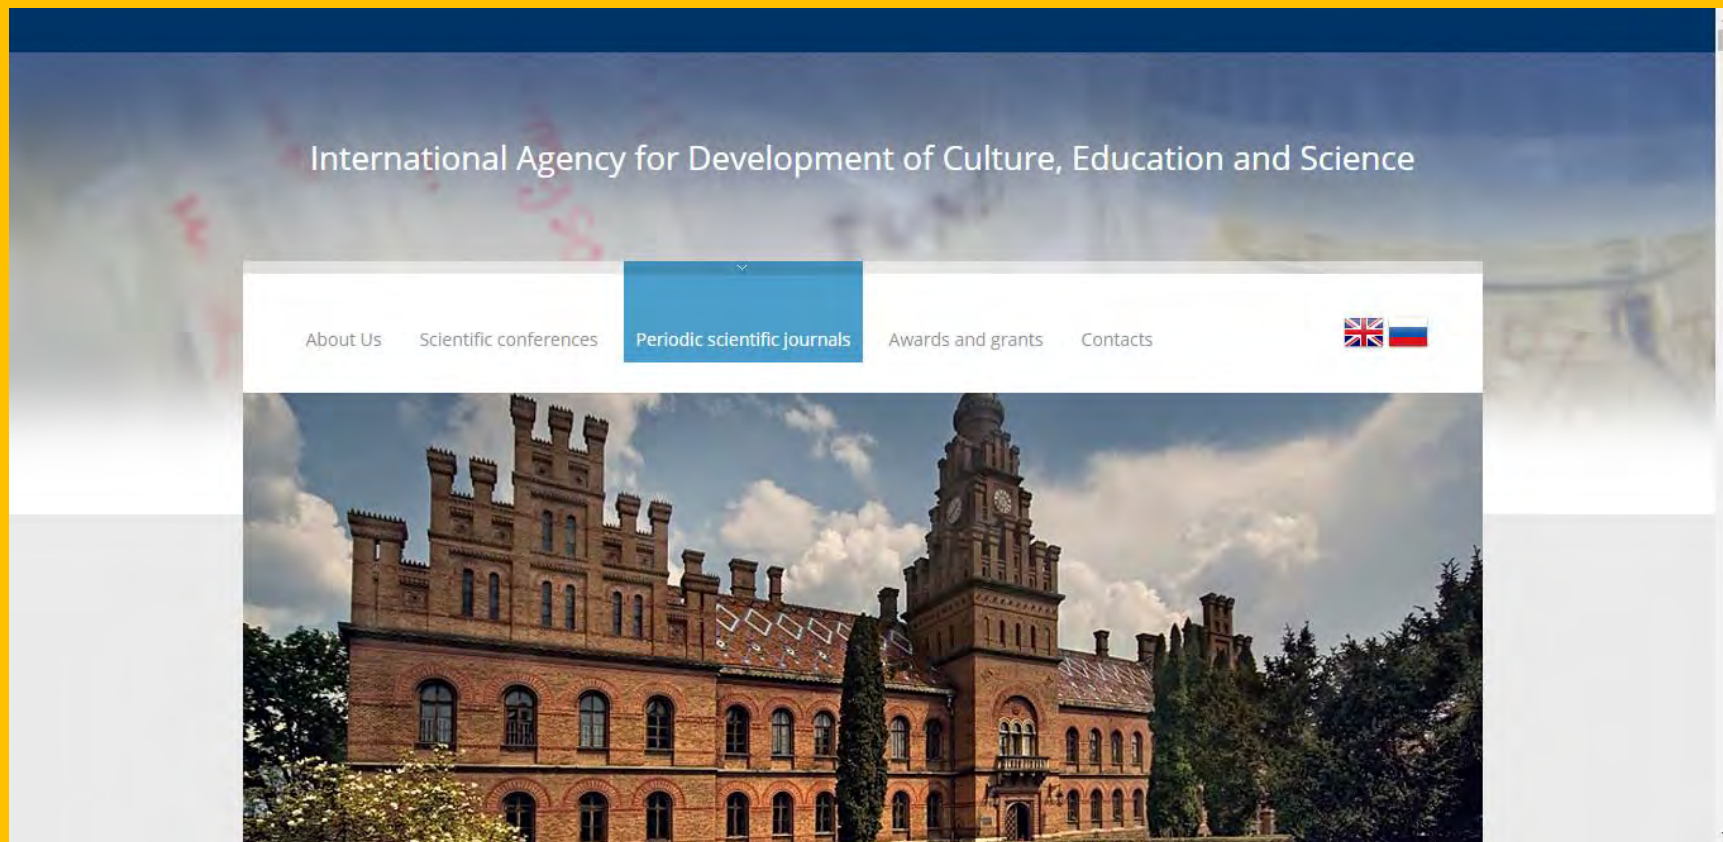 International Agency for Development of Culture, Education and Science
About Us Scientific conferences Periodic scientific journals Awards and grants Contacts